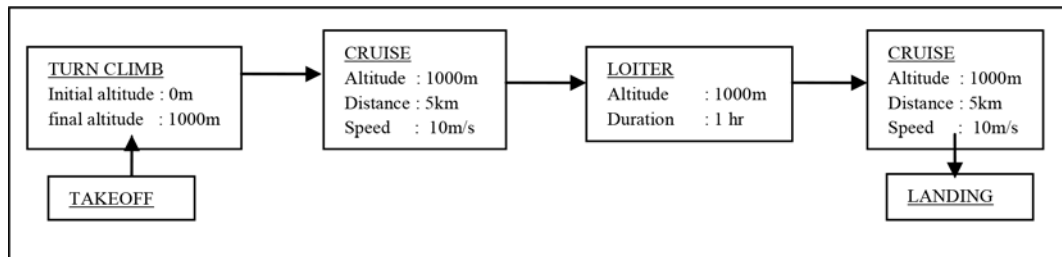 TURN CLIMB
Initial altitude : 0m
final altitude : 1000m
TAKEOFF
CRUISE
Altitude : 1000m
Distance : 5km
Speed : 10m/s
LOITER
Altitude : 1000m
Duration : 1 hr
CRUISE
Altitude : 1000m
Distance : 5km
Speed : 10m/s
LANDING